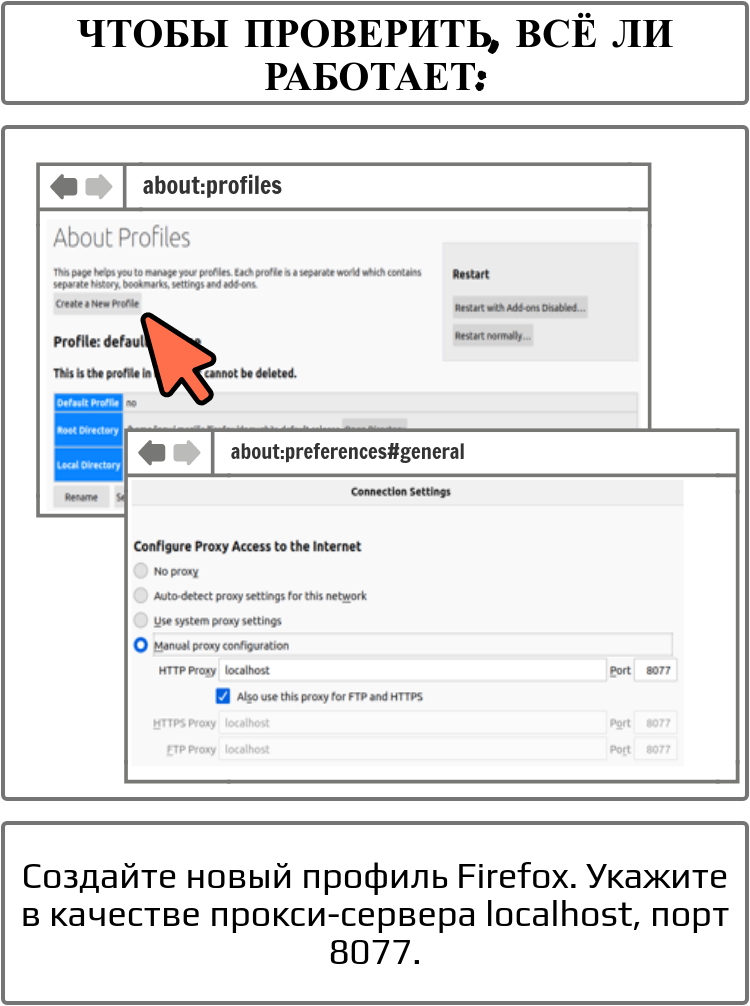 ЧТОБЫ ПРОВЕРИТЬ, ВСЁ ЛИ
РАБОТАЕТ:
about:profiles
About Profiles
This page helps you to manage your profiles. Each profile is a separate world which contains
separate history, bookmarks, settings and add-ons.
Create a New Profile
Restart
Restart with Add-ons Disabled...
Restart normally...
Profile:
This is the profile in cannot be deleted.
Default Profile no
Root Directory
Local Directory
Rename
about:preferences#general
Connection Settings
Configure Proxy Access to the Internet
No proxy
Auto-detect proxy settings for this network
Use system proxy settings
Manual proxy configuration
HTTP Proxy localhost Port 8077
Also use this proxy for FTP and HTTPS
HTTPS Proxy localhost Port 8077
FTP Proxy localhost Port 8077
Создайте новый профиль Firefox. Укажите
в качестве прокси-сервера localhost, порт
8077.